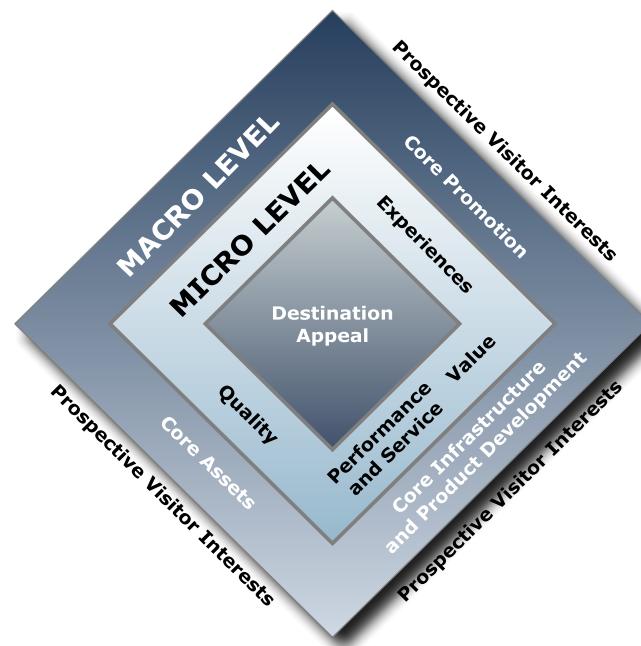 MACRO LEVEL
MICRO LEVEL
Prospective Visitor Interests
Core Promotion
Experiences
Destination
Appeal
Value
Performance
and Service
Quality
Core Assets
Core Infrastructure
and Product Development
Prospective Visitor Interests
Prospective Visitor Interests